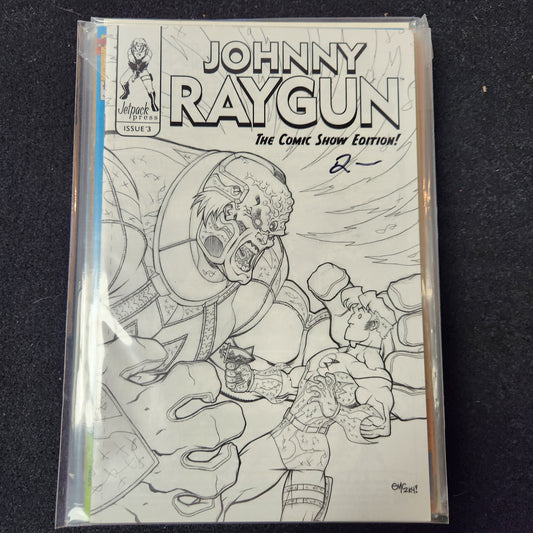 JOHNNY
RAYGUN
THE COMIC SHOW EDITION!
Jetpack
press
ISSUE 3